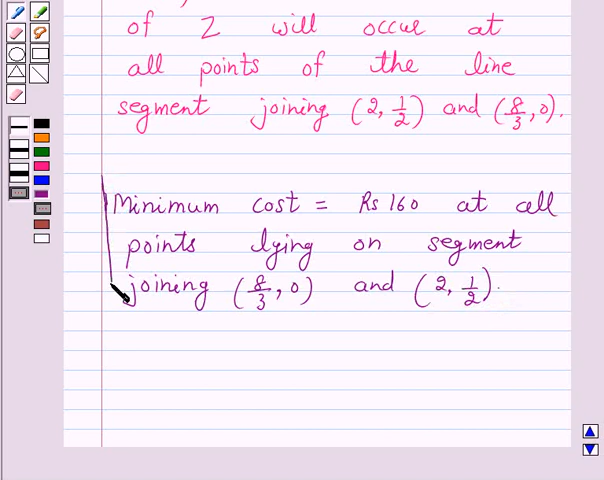 of Z will occur at
all points of the line
segment joining (2, 1/2) and (8/3, 0).
Minimum cost = Rs 160 at all
points lying on segment
joining (8/3, 0) and (2, 1/2).